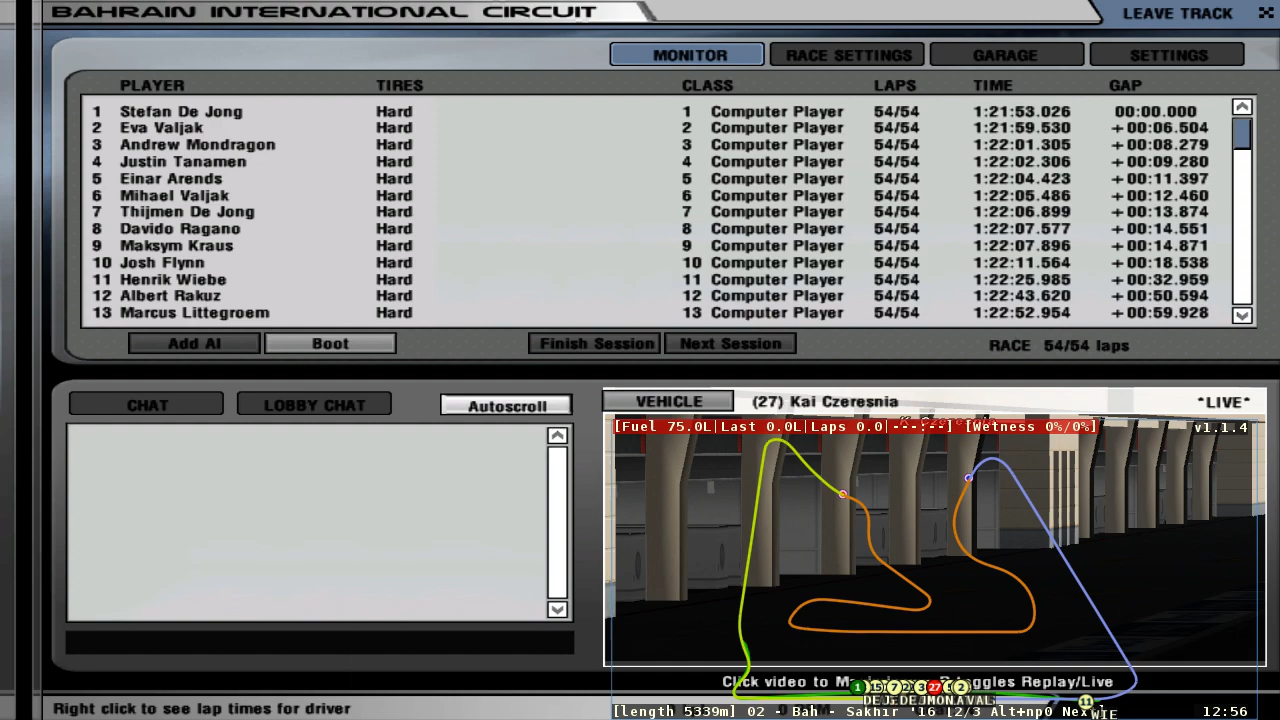 BAHRAIN INTERNATIONAL CIRCUIT LEAVE TRACK
MONITOR RACE SETTINGS GARAGE SETTINGS
PLAYER TIRES CLASS LAPS TIME GAP
1 Stefan De Jong Hard 1 Computer Player 54/54 1:21:53.026 00:00.000
2 Eva Valjak Hard 2 Computer Player 54/54 1:21:59.530 +00:06.504
3 Andrew Mondragon Hard 3 Computer Player 54/54 1:22:01.305 +00:08.279
4 Justin Tanamen Hard 4 Computer Player 54/54 1:22:02.306 +00:09.280
5 Einar Arends Hard 5 Computer Player 54/54 1:22:04.423 +00:11.397
6 Mihael Valjak Hard 6 Computer Player 54/54 1:22:05.486 +00:12.460
7 Thijmen De Jong Hard 7 Computer Player 54/54 1:22:06.899 +00:13.874
8 Davido Ragano Hard 8 Computer Player 54/54 1:22:07.577 +00:14.551
9 Maksym Kraus Hard 9 Computer Player 54/54 1:22:07.896 +00:14.871
10 Josh Flynn Hard 10 Computer Player 54/54 1:22:11.564 +00:18.538
11 Henrik Wiebe Hard 11 Computer Player 54/54 1:22:25.985 +00:32.959
12 Albert Rakuz Hard 12 Computer Player 54/54 1:22:43.620 +00:50.594
13 Marcus Littegroem Hard 13 Computer Player 54/54 1:22:52.954 +00:59.928
Add AI Boot Finish Session Next Session RACE 54/54 laps
CHAT LOBBY CHAT Autoscroll VEHICLE (27) Kai Czeresnia *LIVE*
[Fuel 75.0L|Last 0.0L|Laps 0.0|---:--] [Wetness 0%/0%] v1.1.4
Click video to Replay/Live
1 7 3 27 2
11
WIE
Right click to see lap times for driver [length 5339m] 02 - Bah - Sakhir '16 [2/3 Alt+np0 Nex 12:56